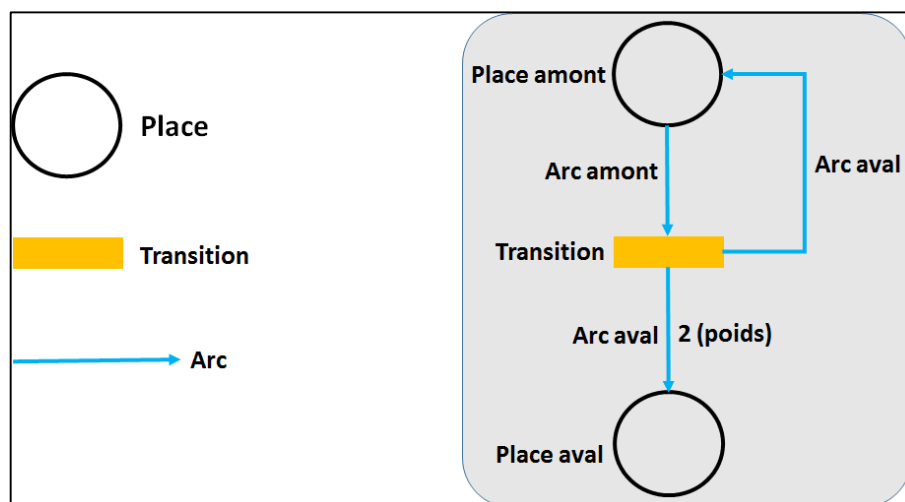 Place
Transition
Arc
Place amont
Arc amont
Arc aval
Transition
Arc aval 2 (poids)
Place aval